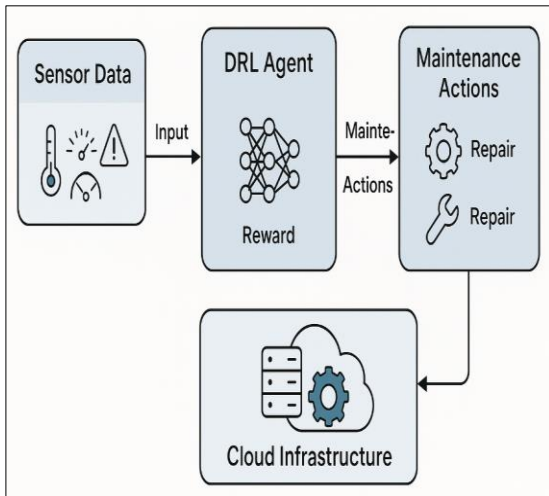 Sensor Data
Input
DRL Agent
Reward
Mainte-
Actions
Maintenance
Actions
Repair
Repair
Cloud Infrastructure